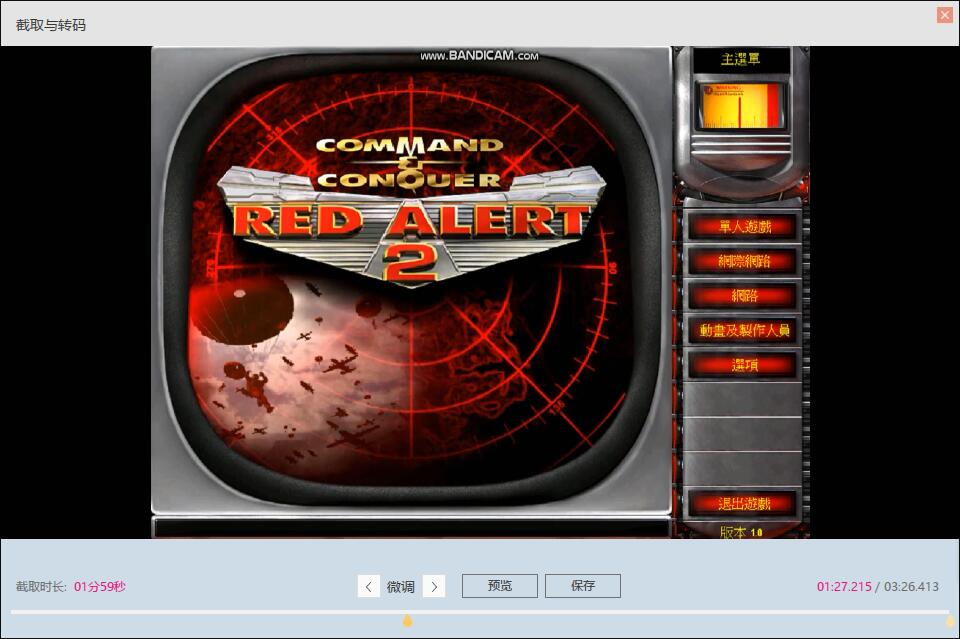 截取与转码
WWW.BANDICAM.COM
主選單
COMMAND
&
CONQUER
RED ALERT
2
單人遊戲
網際網路
網路
動畫及製作人員
選項
退出遊戲
版本 1.0
截取时长: 01分59秒
微调
预览
保存
01:27.215 / 03:26.413